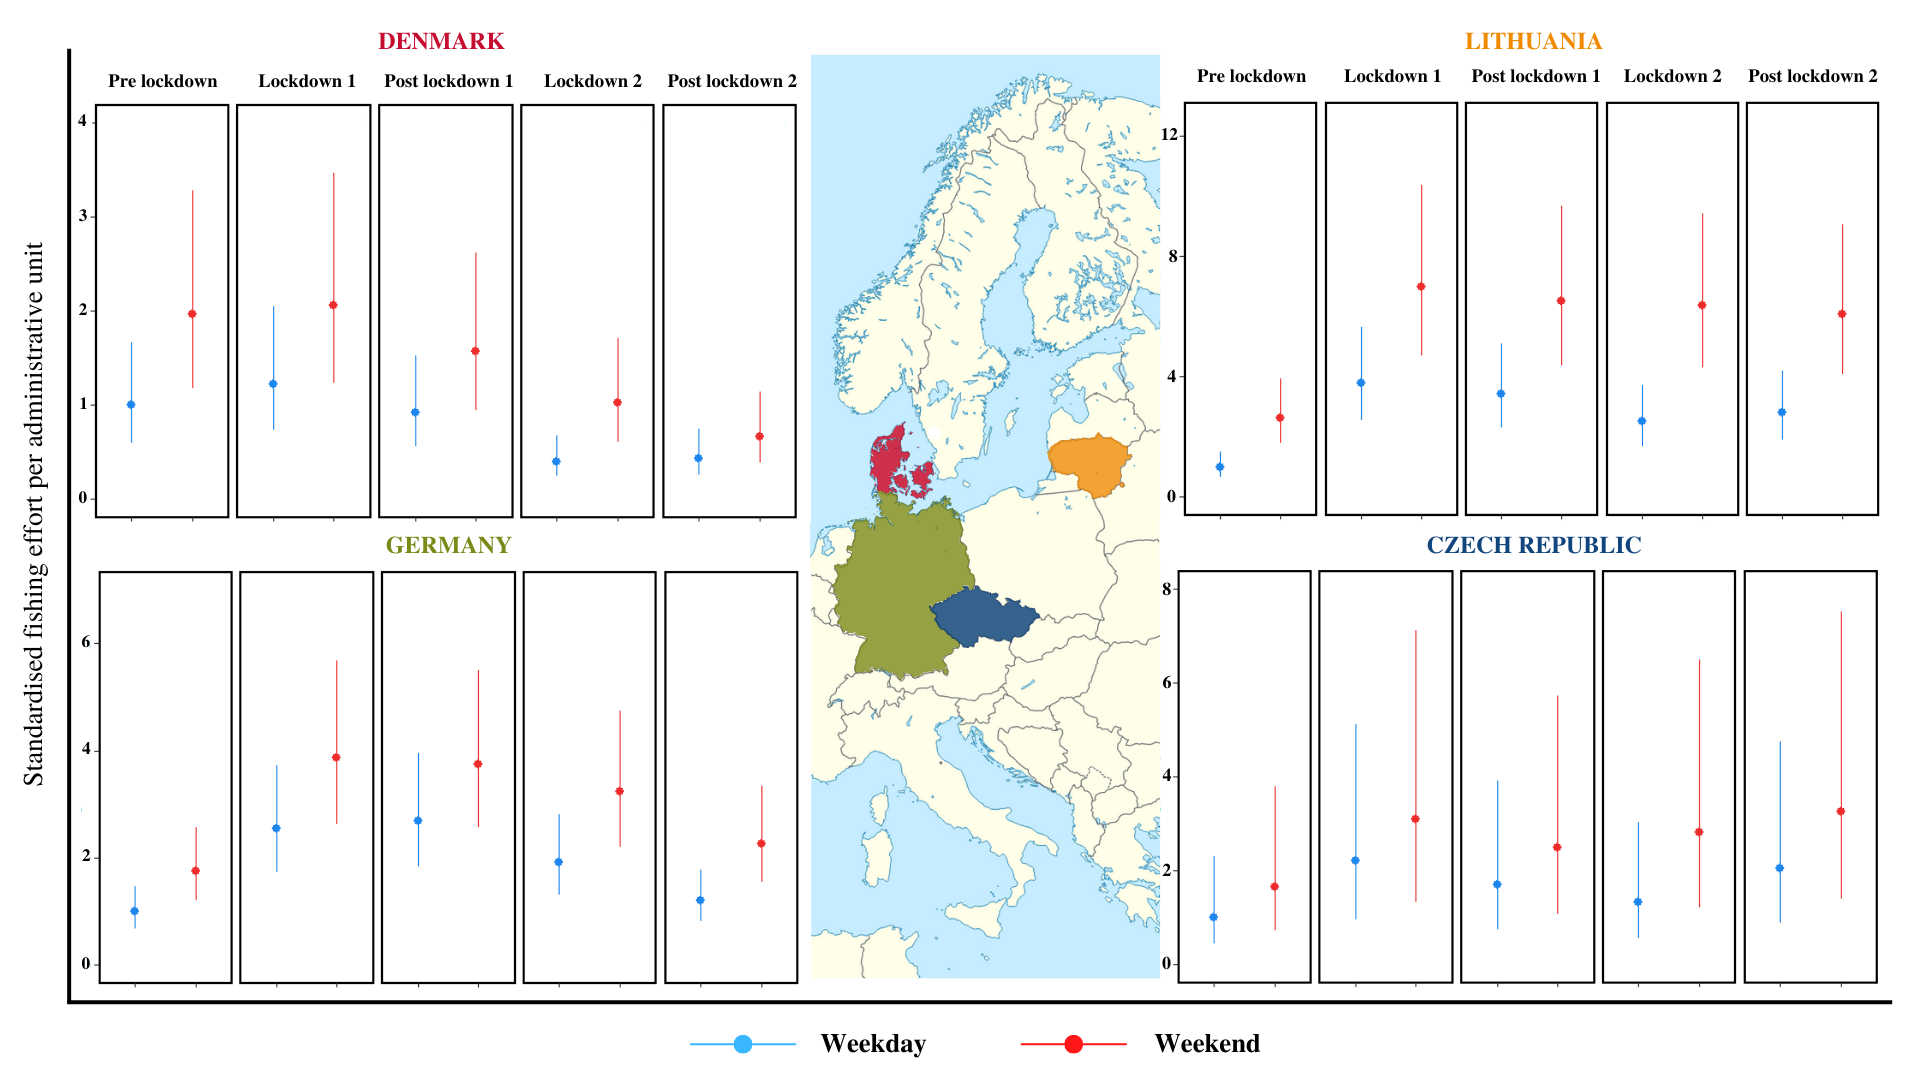 Standardised fishing effort per administrative unit
DENMARK
Pre lockdown Lockdown 1 Post lockdown 1 Lockdown 2 Post lockdown 2
4
3
2
1
0
LITHUANIA
Pre lockdown Lockdown 1 Post lockdown 1 Lockdown 2 Post lockdown 2
12
8
4
0
GERMANY
6
4
2
0
CZECH REPUBLIC
8
6
4
2
0
Weekday Weekend